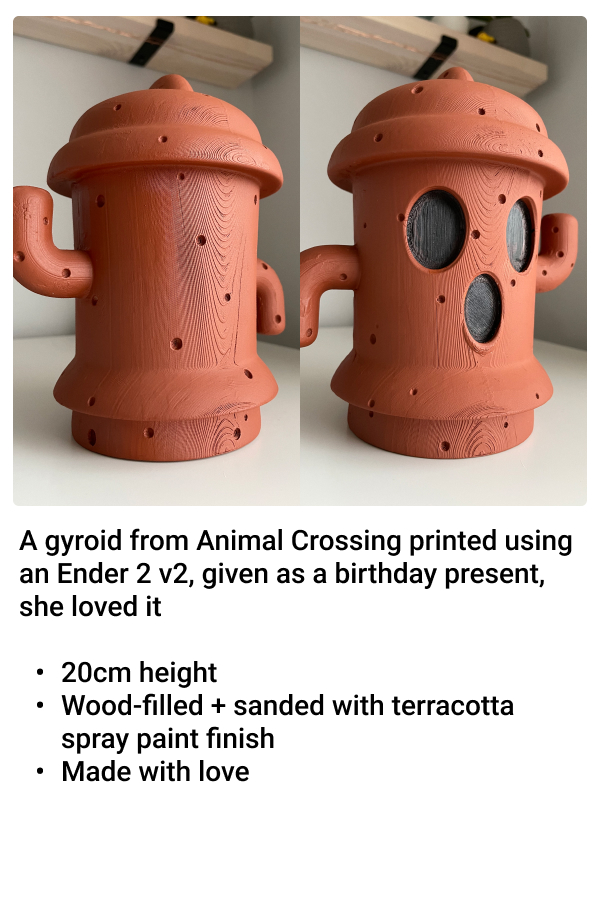 A gyroid from Animal Crossing printed using
an Ender 2 v2, given as a birthday present,
she loved it
• 20cm height
• Wood-filled + sanded with terracotta
spray paint finish
• Made with love